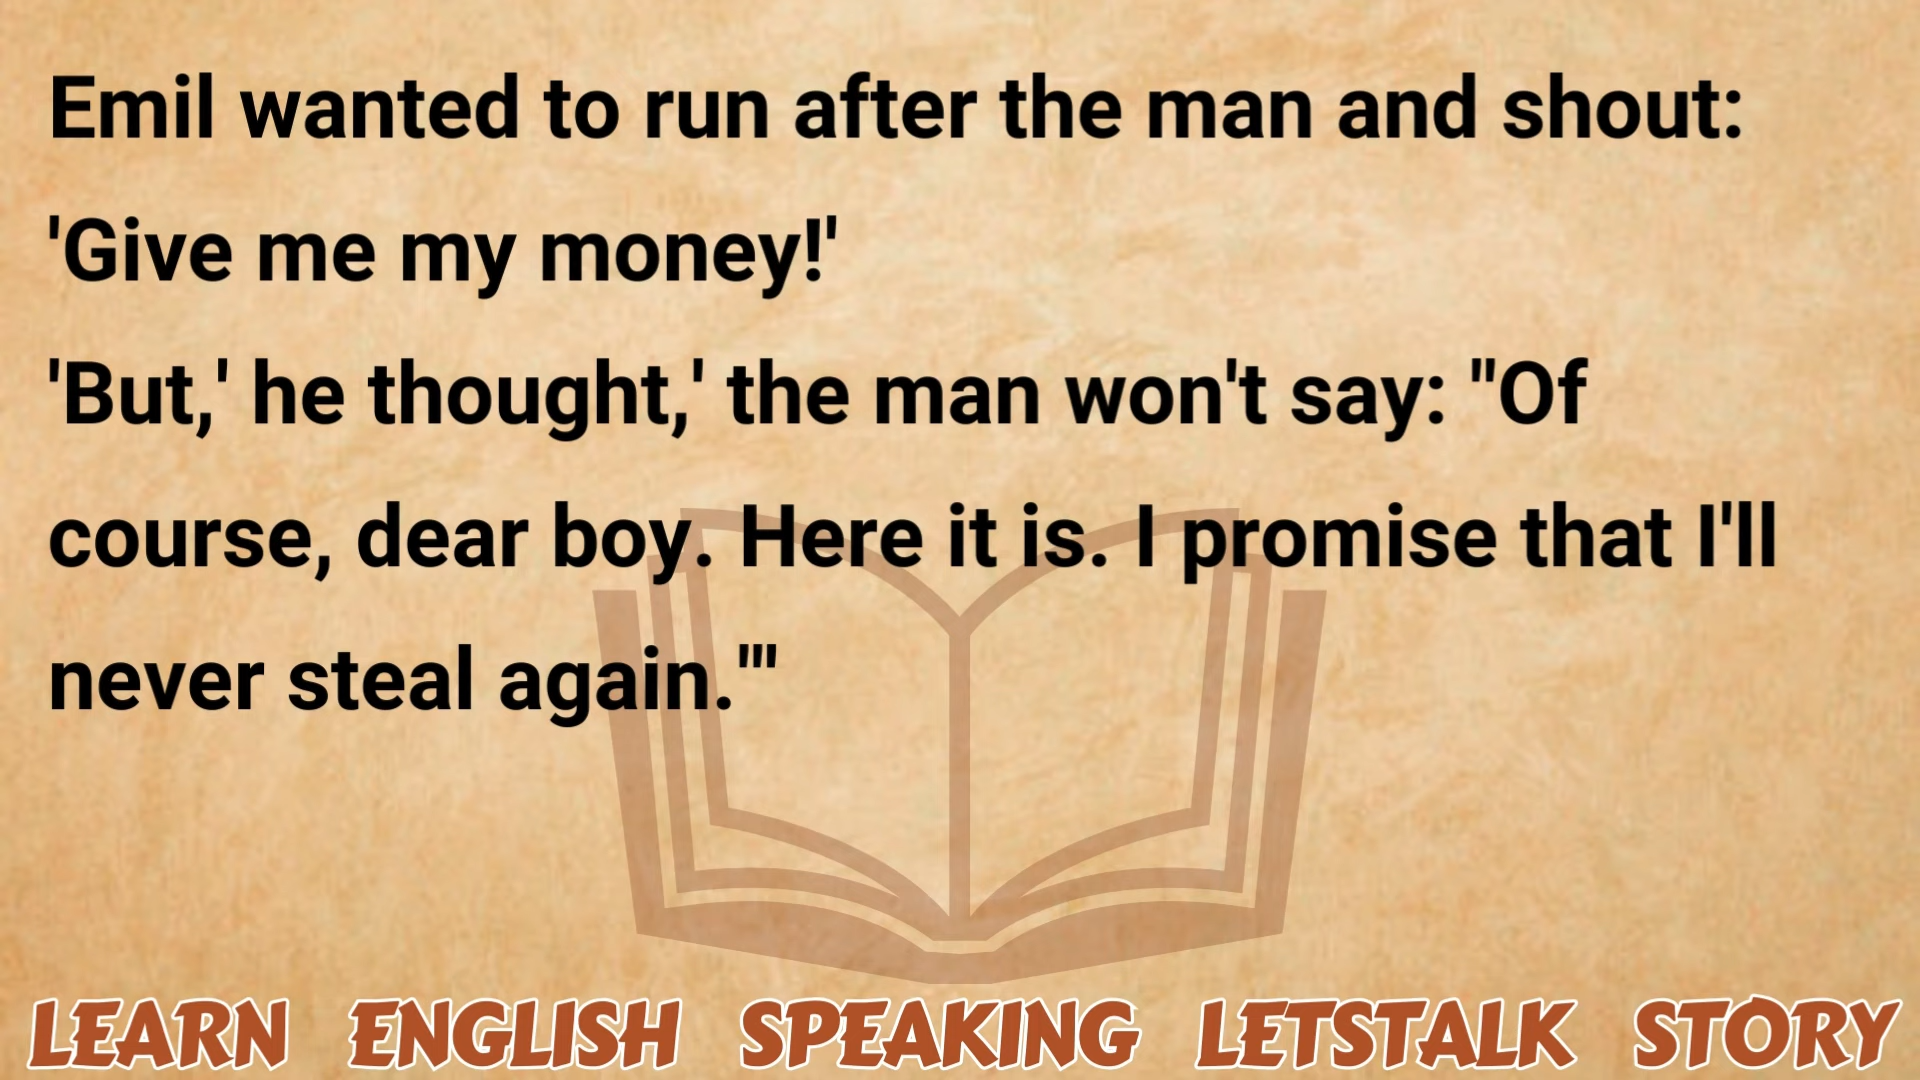 Emil wanted to run after the man and shout:
'Give me my money!'
'But,' he thought,' the man won't say: "Of
course, dear boy. Here it is. I promise that I'll
never steal again."'
LEARN ENGLISH SPEAKING LETSTALK STORY